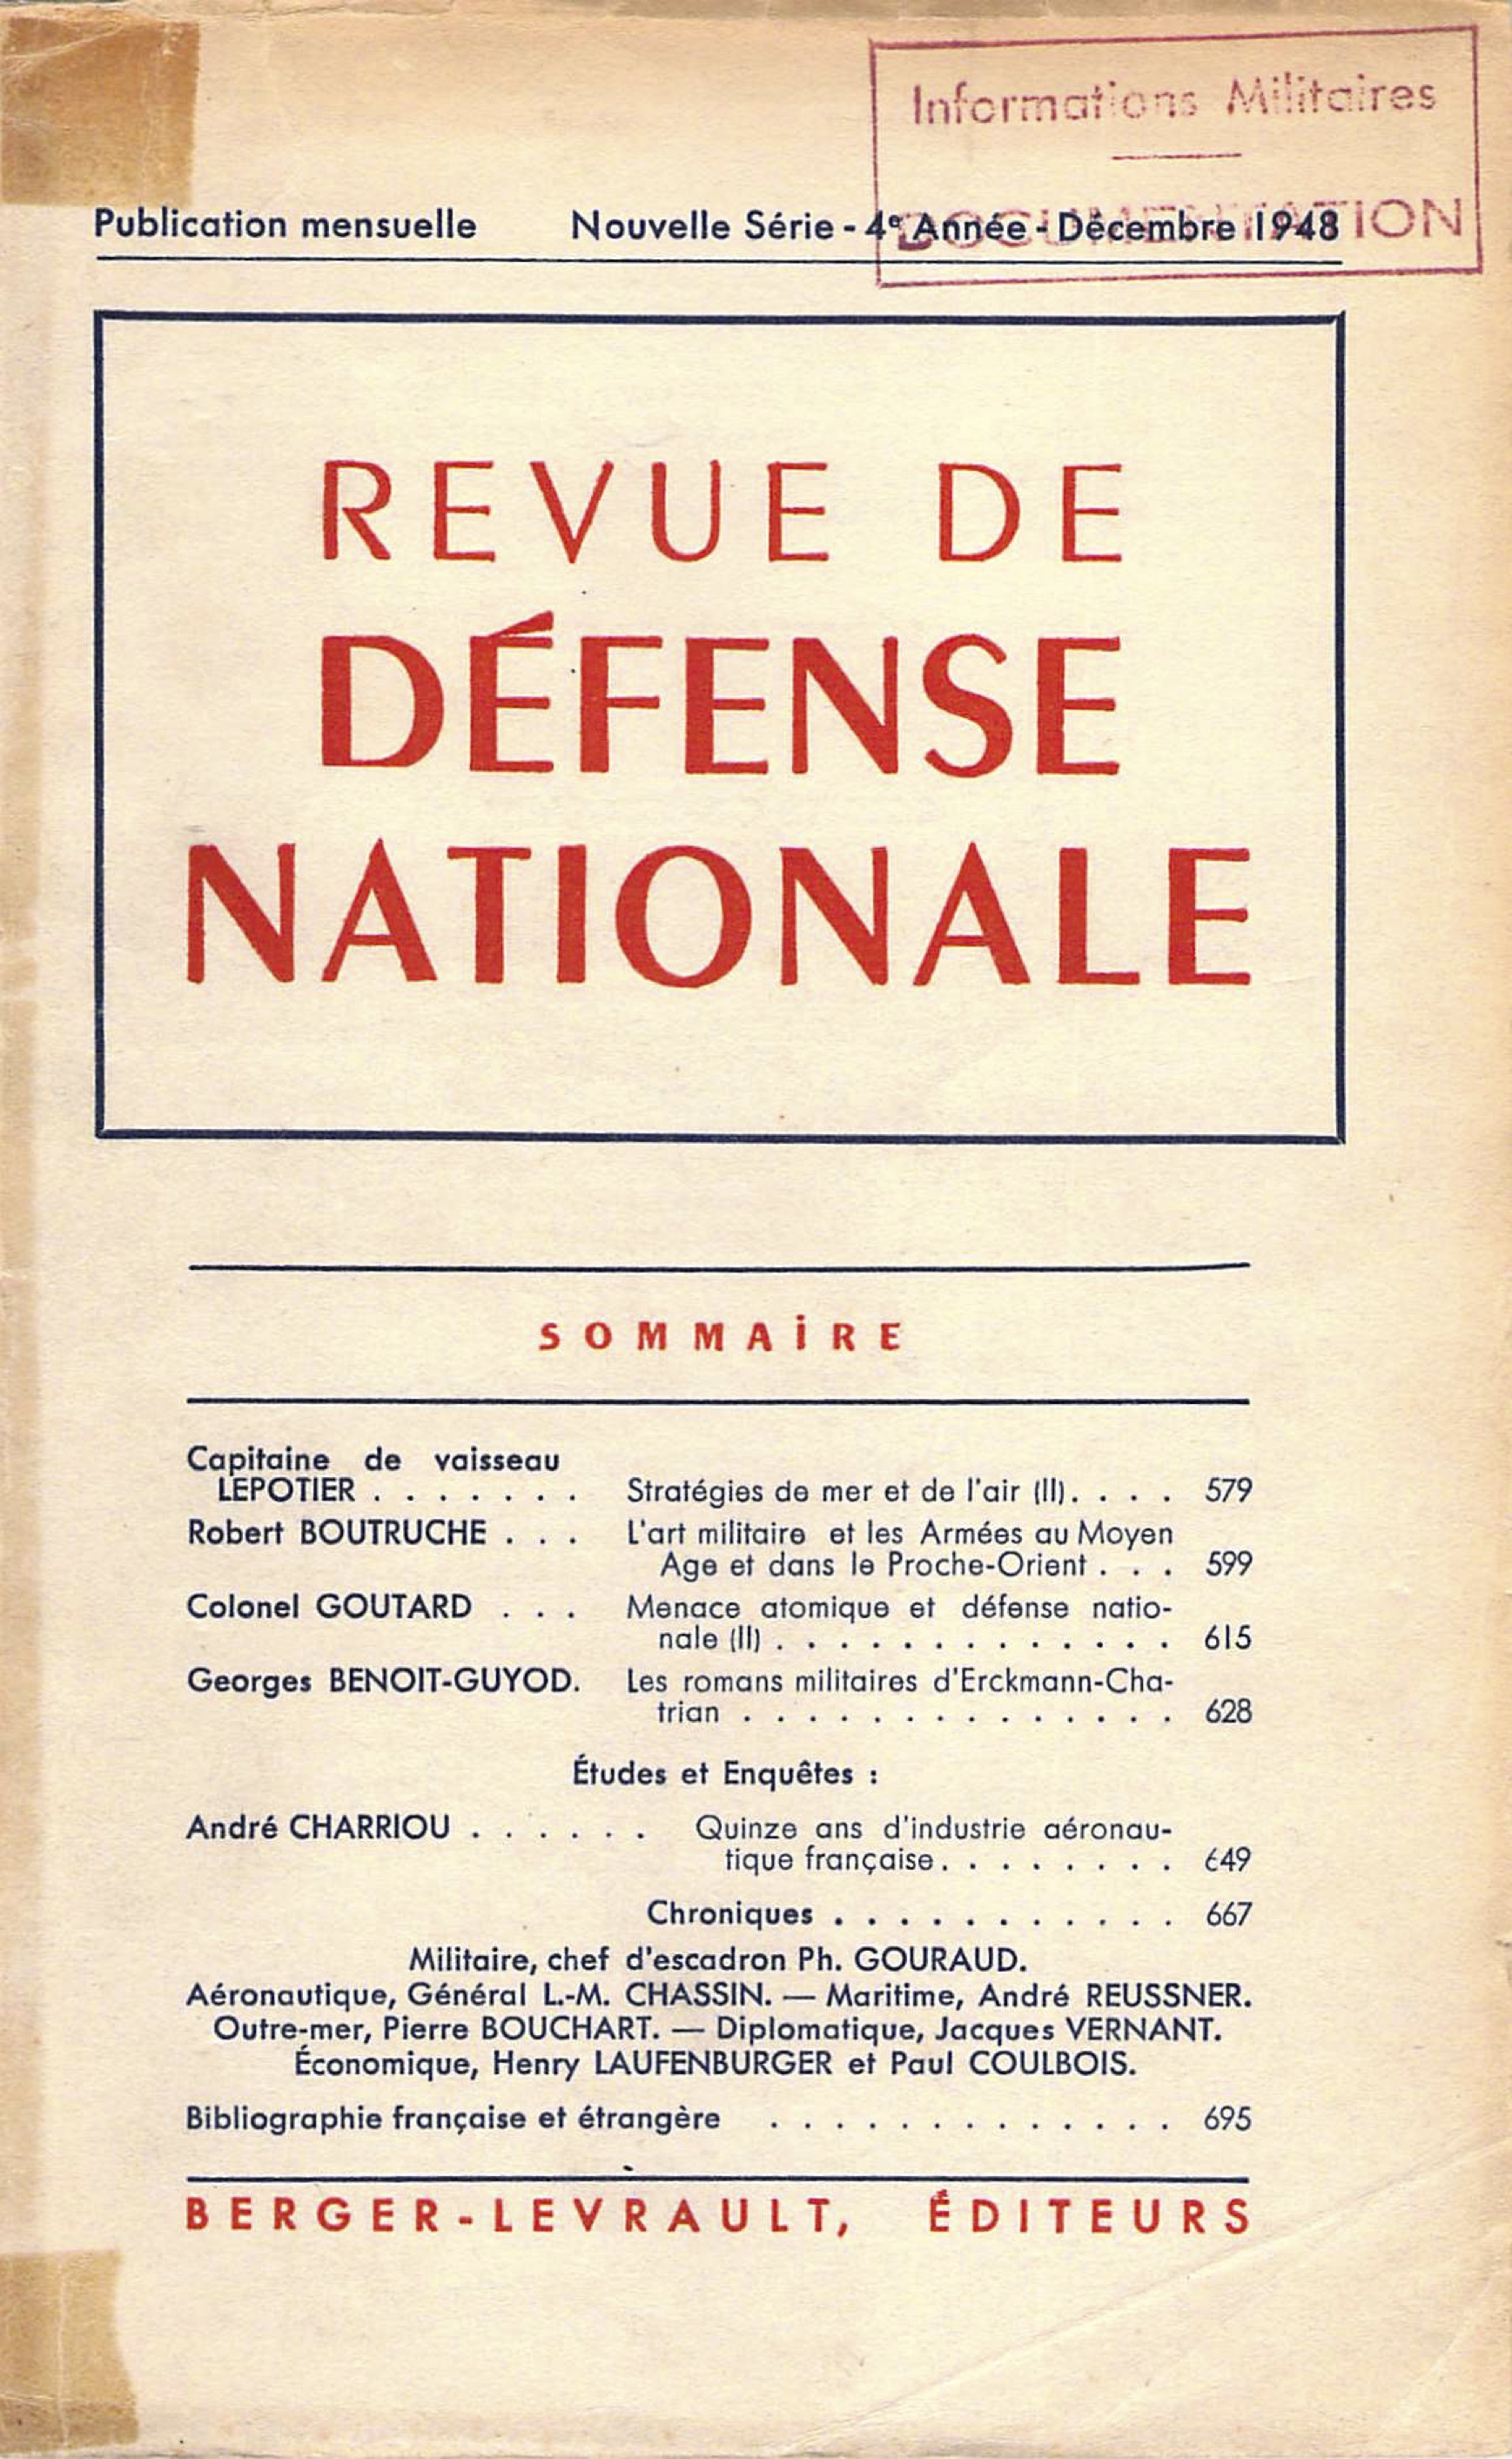 Informations Militaires
DOCUMENTATION
Publication mensuelle Nouvelle Série - 4e Année - Décembre 1948
REVUE DE
DÉFENSE
NATIONALE
SOMMAIRE
Capitaine de vaisseau
LEPOTIER . . . . . . . Stratégies de mer et de l'air (II). . . . 579
Robert BOUTRUCHE . . . L'art militaire et les Armées au Moyen
Age et dans le Proche-Orient . . . 599
Colonel GOUTARD . . . Menace atomique et défense natio-
nale (II) . . . . . . . . . . . . . 615
Georges BENOIT-GUYOD. Les romans militaires d'Erckmann-Cha-
trian . . . . . . . . . . . . . . 628
Études et Enquêtes :
André CHARRIOU . . . . . . Quinze ans d'industrie aéronau-
tique française. . . . . . . . 649
Chroniques . . . . . . . . . . . 667
Militaire, chef d'escadron Ph. GOURAUD.
Aéronautique, Général L.-M. CHASSIN. — Maritime, André REUSSNER.
Outre-mer, Pierre BOUCHART. — Diplomatique, Jacques VERNANT.
Économique, Henry LAUFENBURGER et Paul COULBOIS.
Bibliographie française et étrangère . . . . . . . . . . . . . 695
BERGER-LEVRAULT, ÉDITEURS